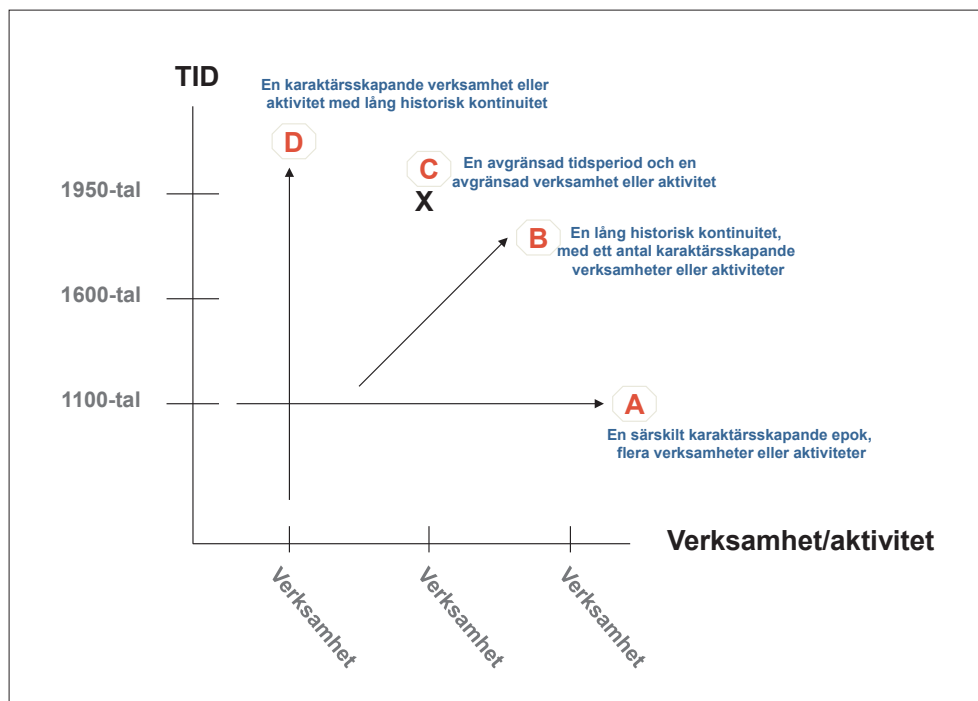 TID
En karaktärsskapande verksamhet eller
aktivitet med lång historisk kontinuitet
D
C
En avgränsad tidsperiod och en
avgränsad verksamhet eller aktivitet
1950-tal
X
B
En lång historisk kontinuitet,
med ett antal karaktärsskapande
verksamheter eller aktiviteter
1600-tal
1100-tal
A
En särskilt karaktärsskapande epok,
flera verksamheter eller aktiviteter
Verksamhet/aktivitet
Verksamhet
Verksamhet
Verksamhet